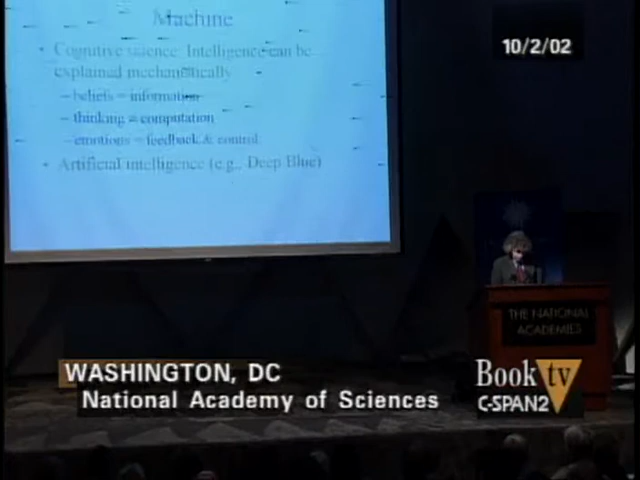 Machine
• Cognitive science: Intelligence can be
explained mechanistically
– beliefs = information
– thinking = computation
– emotions = feedback & control
• Artificial intelligence (e.g., Deep Blue)
10/2/02
THE NATIONAL
ACADEMIES
WASHINGTON, DC
National Academy of Sciences
Book tv
C-SPAN2